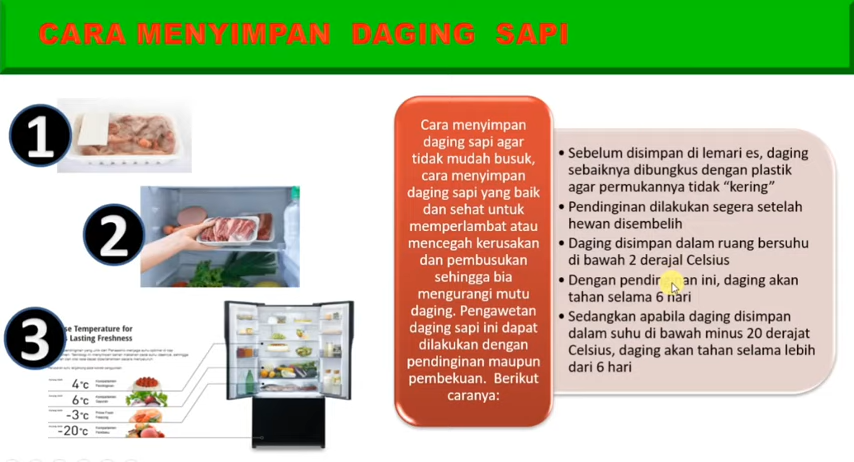 CARA MENYIMPAN DAGING SAPI
1
2
3
se Temperature for
Lasting Freshness
4°C
6°C
-3°C
-20°C
Cara menyimpan
daging sapi agar
tidak mudah busuk,
cara menyimpan
daging sapi yang baik
dan sehat untuk
memperlambat atau
mencegah kerusakan
dan pembusukan
sehingga bia
mengurangi mutu
daging. Pengawetan
daging sapi ini dapat
dilakukan dengan
pendinginan maupun
pembekuan. Berikut
caranya:
• Sebelum disimpan di lemari es, daging
sebaiknya dibungkus dengan plastik
agar permukannya tidak “kering”
• Pendinginan dilakukan segera setelah
hewan disembelih
• Daging disimpan dalam ruang bersuhu
di bawah 2 derajal Celsius
• Dengan pendinginan ini, daging akan
tahan selama 6 hari
• Sedangkan apabila daging disimpan
dalam suhu di bawah minus 20 derajat
Celsius, daging akan tahan selama lebih
dari 6 hari